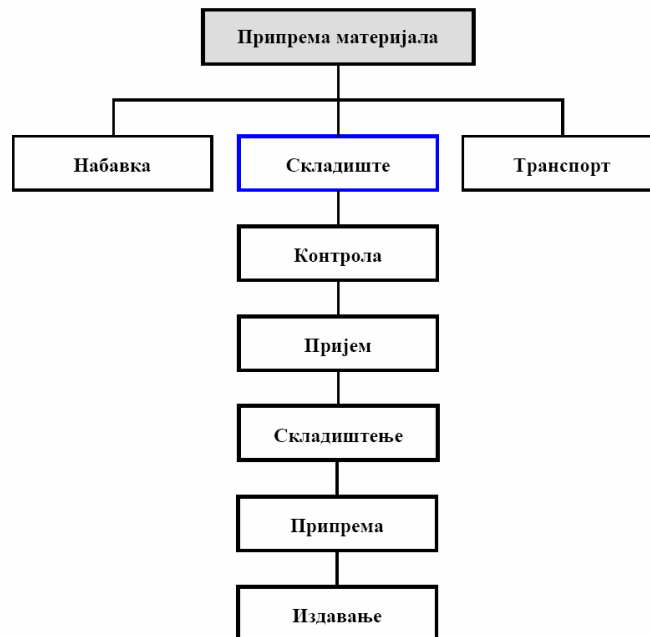 Припрема материјала
Набавка
Складиште
Транспорт
Контрола
Пријем
Складиштење
Припрема
Издавање